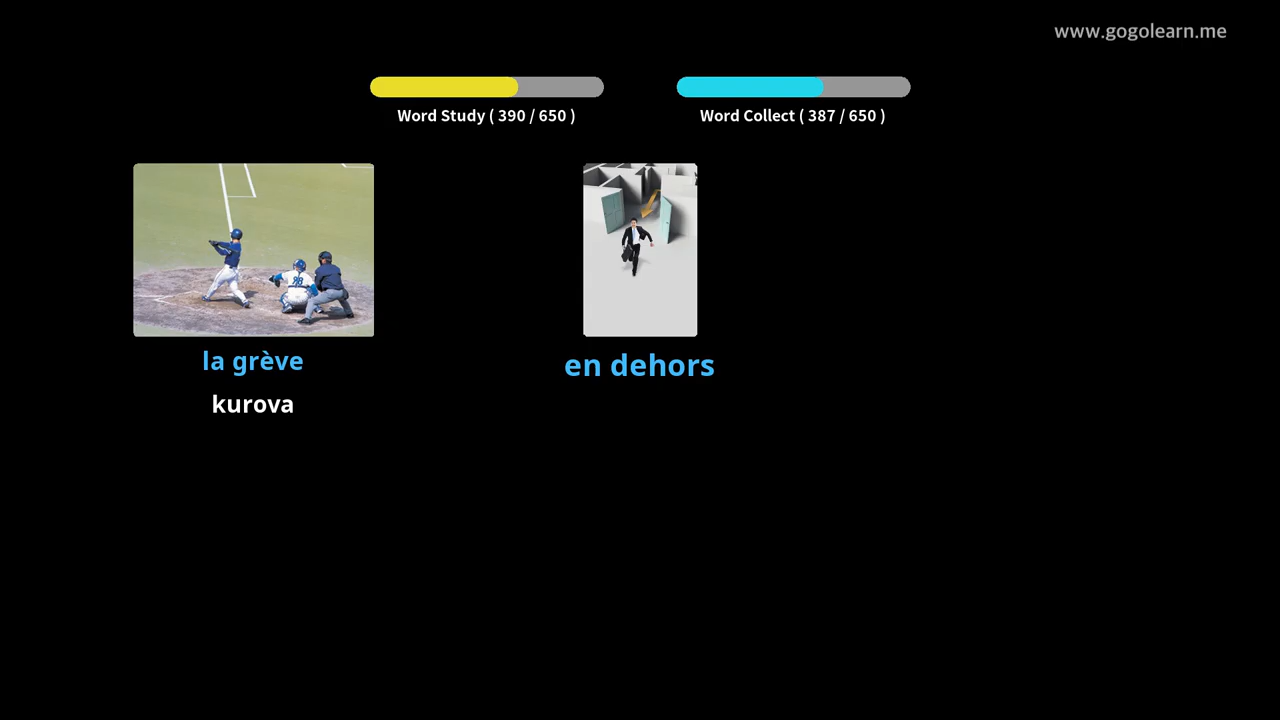 www.gogolearn.me
Word Study ( 390 / 650 )
Word Collect ( 387 / 650 )
la grève
kurova
en dehors